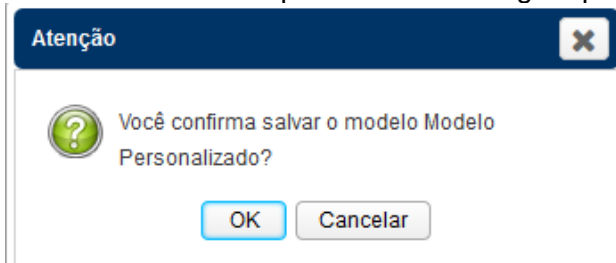 Atenção
Você confirma salvar o modelo Modelo
Personalizado?
OK Cancelar